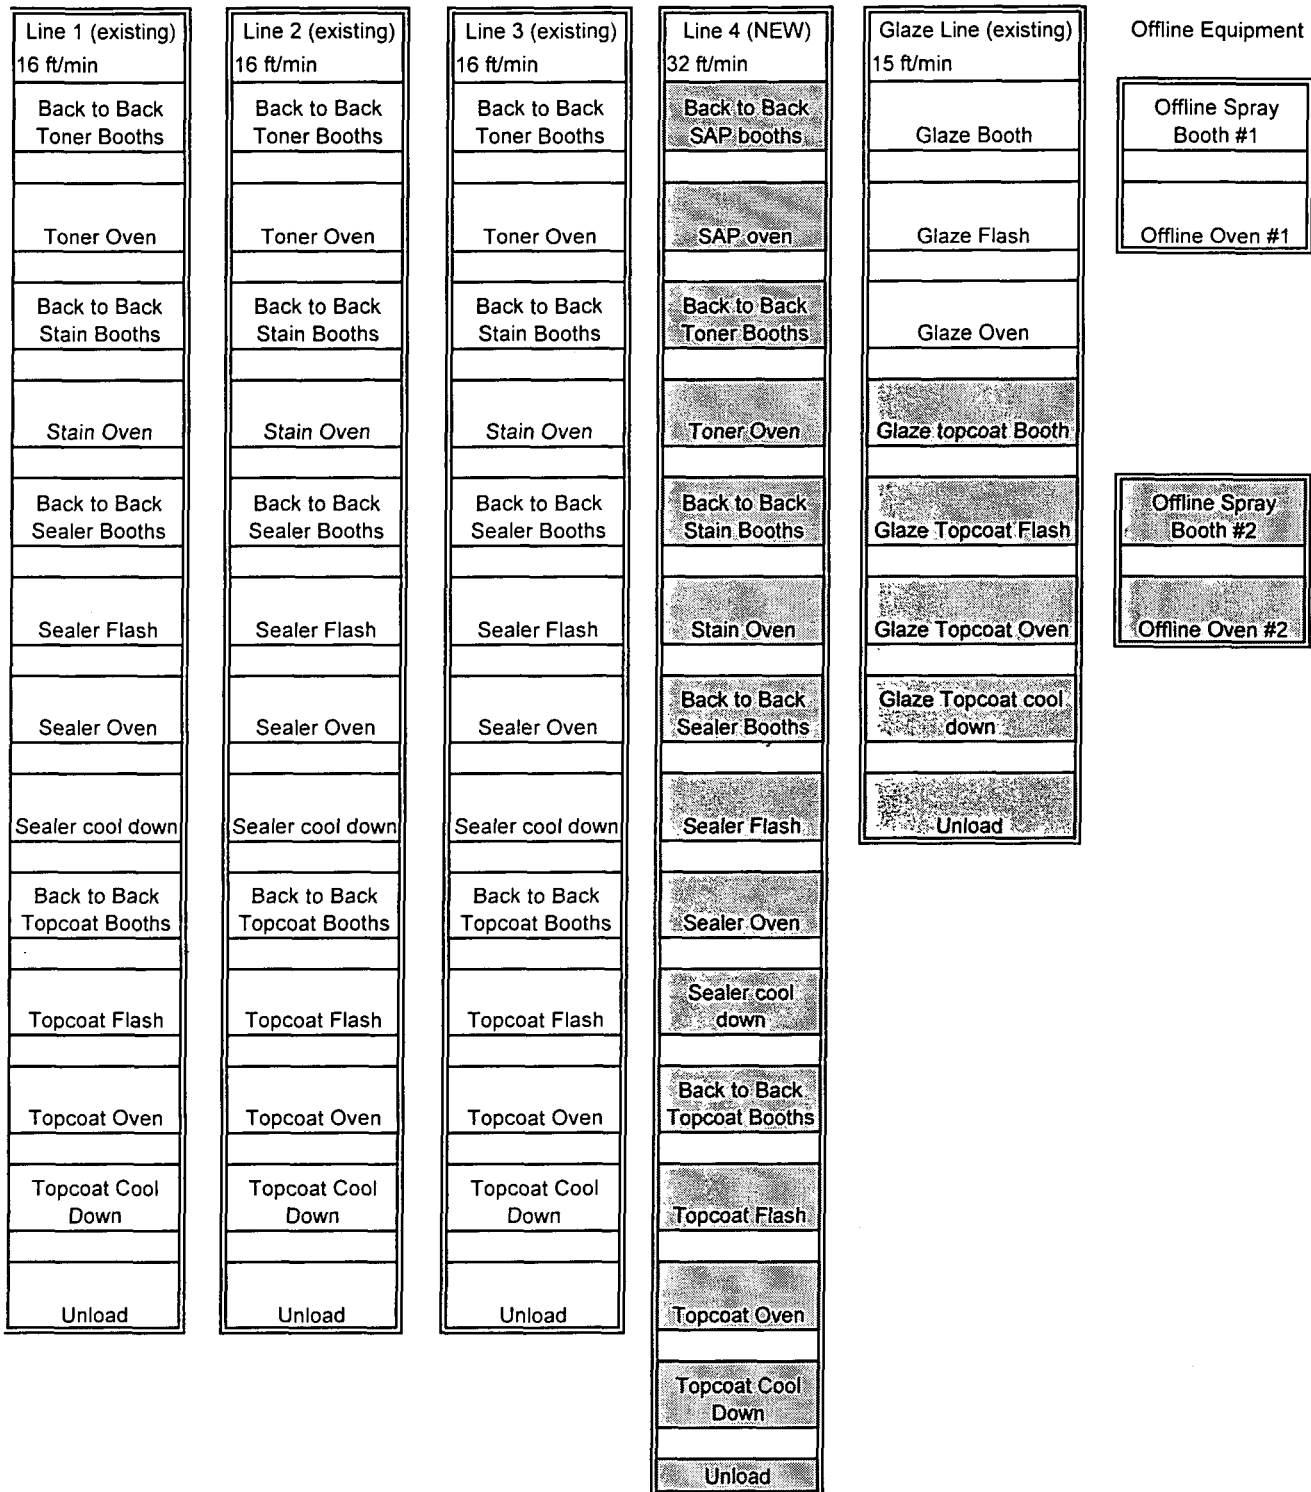 Line 1 (existing)
16 ft/min
Back to Back
Toner Booths
Toner Oven
Back to Back
Stain Booths
Stain Oven
Back to Back
Sealer Booths
Sealer Flash
Sealer Oven
Sealer cool down
Back to Back
Topcoat Booths
Topcoat Flash
Topcoat Oven
Topcoat Cool
Down
Unload
Line 2 (existing)
16 ft/min
Back to Back
Toner Booths
Toner Oven
Back to Back
Stain Booths
Stain Oven
Back to Back
Sealer Booths
Sealer Flash
Sealer Oven
Sealer cool down
Back to Back
Topcoat Booths
Topcoat Flash
Topcoat Oven
Topcoat Cool
Down
Unload
Line 3 (existing)
16 ft/min
Back to Back
Toner Booths
Toner Oven
Back to Back
Stain Booths
Stain Oven
Back to Back
Sealer Booths
Sealer Flash
Sealer Oven
Sealer cool down
Back to Back
Topcoat Booths
Topcoat Flash
Topcoat Oven
Topcoat Cool
Down
Unload
Line 4 (NEW)
32 ft/min
Back to Back
SAP booths
SAP oven
Back to Back
Toner Booths
Toner Oven
Back to Back
Stain Booths
Stain Oven
Back to Back
Sealer Booths
Sealer Flash
Sealer Oven
Sealer cool
down
Back to Back
Topcoat Booths
Topcoat Flash
Topcoat Oven
Topcoat Cool
Down
Unload
Glaze Line (existing)
15 ft/min
Glaze Booth
Glaze Flash
Glaze Oven
Glaze topcoat Booth
Glaze Topcoat Flash
Glaze Topcoat Oven
Glaze Topcoat cool
down
Unload
Offline Equipment
Offline Spray
Booth #1
Offline Oven #1
Offline Spray
Booth #2
Offline Oven #2